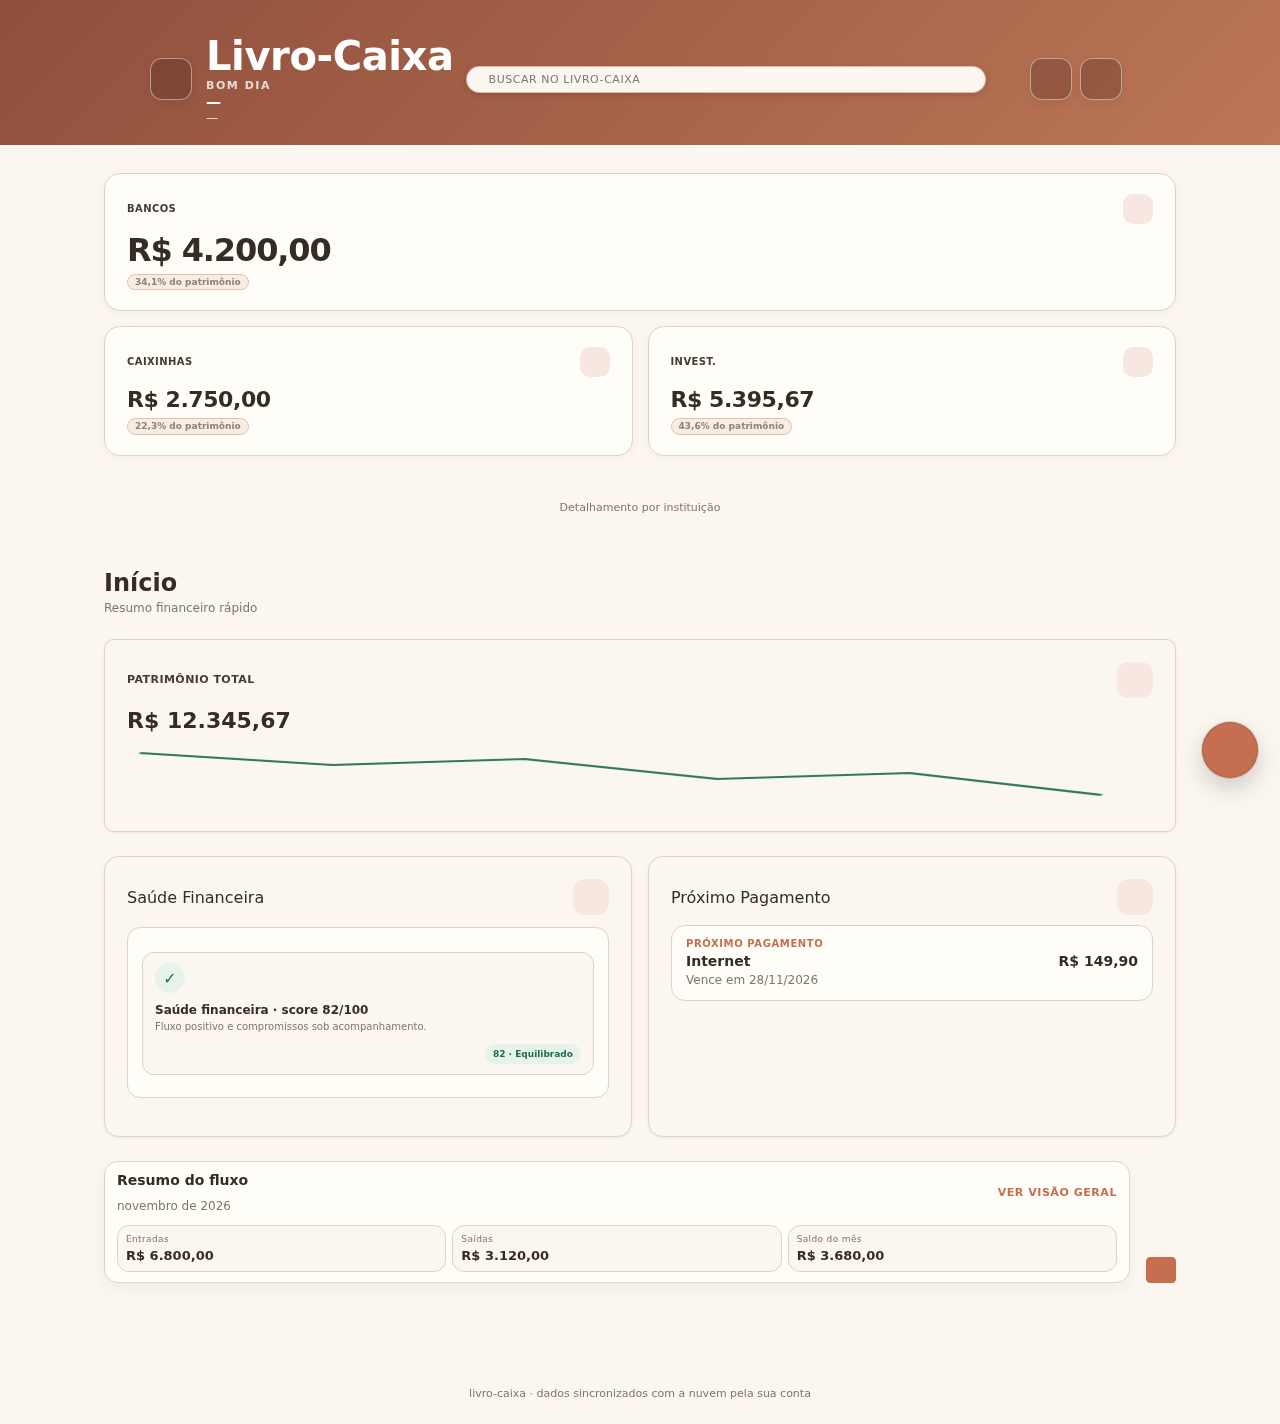 Livro-Caixa
BOM DIA
—
—
BUSCAR NO LIVRO-CAIXA
BANCOS
R$ 4.200,00
34,1% do patrimônio
CAIXINHAS
R$ 2.750,00
22,3% do patrimônio
INVEST.
R$ 5.395,67
43,6% do patrimônio
Detalhamento por instituição
Início
Resumo financeiro rápido
PATRIMÔNIO TOTAL
R$ 12.345,67
Saúde Financeira
✓
Saúde financeira · score 82/100
Fluxo positivo e compromissos sob acompanhamento.
82 · Equilibrado
Próximo Pagamento
PRÓXIMO PAGAMENTO
Internet R$ 149,90
Vence em 28/11/2026
Resumo do fluxo
novembro de 2026
VER VISÃO GERAL
Entradas
R$ 6.800,00
Saídas
R$ 3.120,00
Saldo do mês
R$ 3.680,00
livro-caixa · dados sincronizados com a nuvem pela sua conta